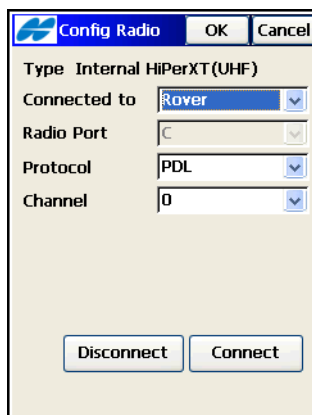 Config Radio OK Cancel
Type Internal HiPerXT(UHF)
Connected to Rover
Radio Port C
Protocol PDL
Channel 0
Disconnect Connect